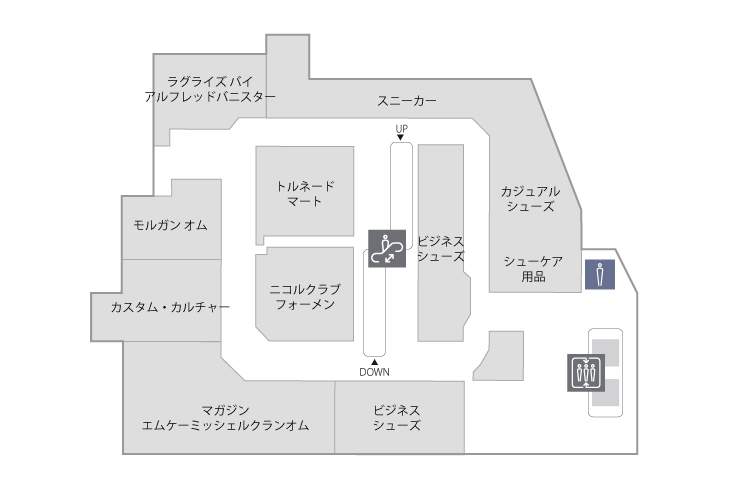 ラグライズ バイ
アルフレッドバニスター
スニーカー
UP
トルネード
マート
カジュアル
シューズ
モルガン オム
ビジネス
シューズ
シューケア
用品
ニコルクラブ
フォーメン
カスタム・カルチャー
DOWN
マガジン
エムケーミッシェルクランオム
ビジネス
シューズ